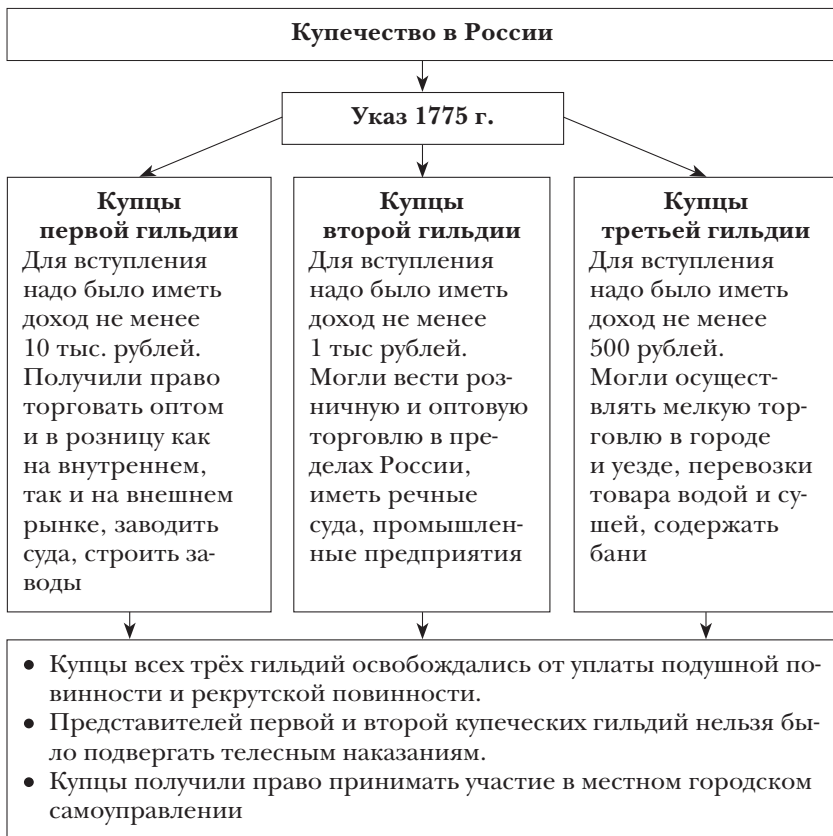 Купечество в России
Указ 1775 г.
Купцы
первой гильдии
Для вступления
надо было иметь
доход не менее
10 тыс. рублей.
Получили право
торговать оптом
и в розницу как
на внутреннем,
так и на внешнем
рынке, заводить
суда, строить за-
воды
Купцы
второй гильдии
Для вступления
надо было иметь
доход не менее
1 тыс рублей.
Могли вести роз-
ничную и оптовую
торговлю в пре-
делах России,
иметь речные
суда, промышлен-
ные предприятия
Купцы
третьей гильдии
Для вступления
надо было иметь
доход не менее
500 рублей.
Могли осущест-
влять мелкую тор-
говлю в городе
и уезде, перевозки
товара водой и су-
шей, содержать
бани
• Купцы всех трёх гильдий освобождались от уплаты подушной по-
винности и рекрутской повинности.
• Представителей первой и второй купеческих гильдий нельзя бы-
ло подвергать телесным наказаниям.
• Купцы получили право принимать участие в местном городском
самоуправлении